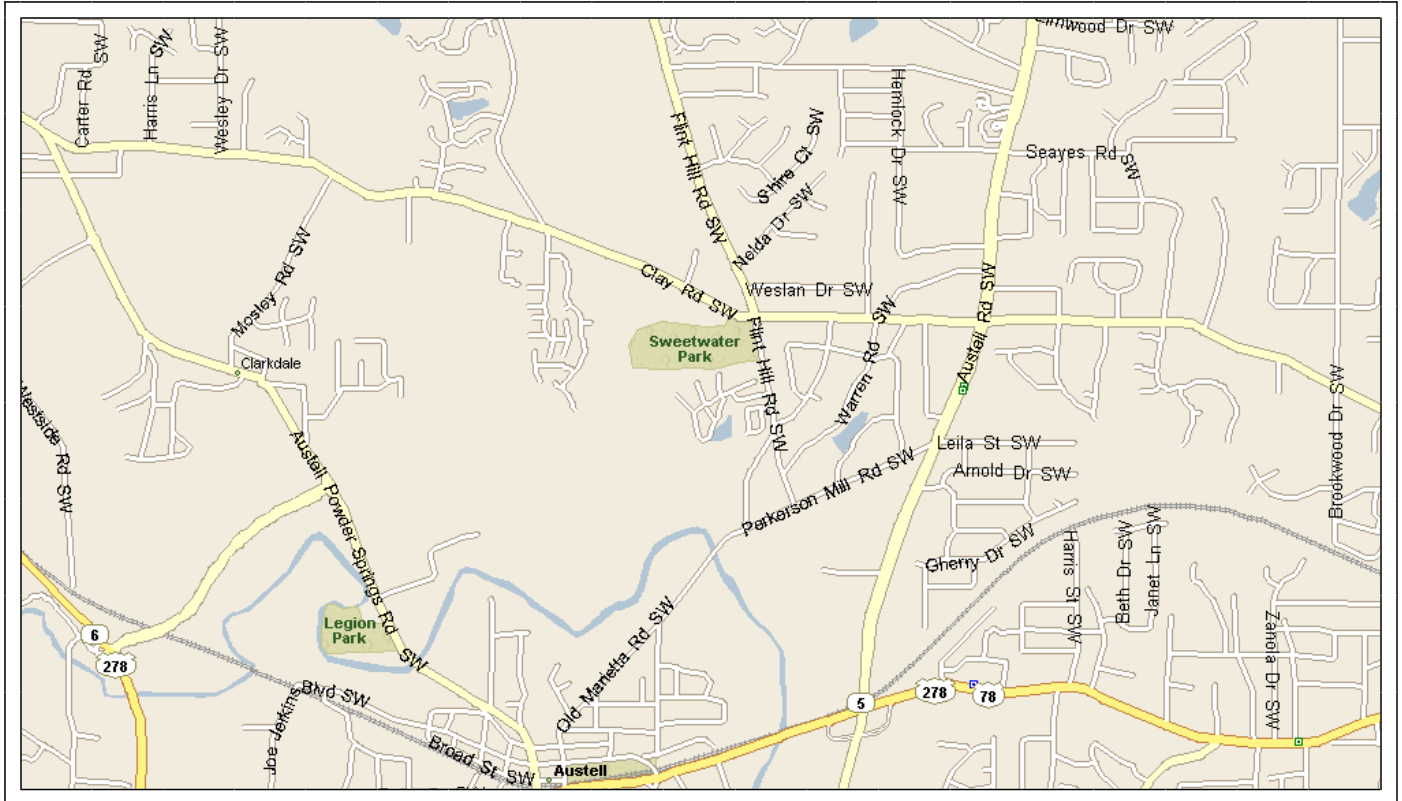 Elmwood Dr SW
Carter Rd SW
Harris Ln SW
Wesley Dr SW
Flint Hill Rd SW
Shire Ct SW
Hemlock Dr SW
Seayes Rd SW
Nelda Dr SW
Mosley Rd SW
Clay Rd SW
Weslan Dr SW
Austell Rd SW
Sweetwater
Park
Flint Hill Rd SW
Warren Rd SW
Clarkdale
Westside Rd SW
Brookwood Dr SW
Austell Powder Springs Rd SW
Leila St SW
Arnold Dr SW
Perkerson Mill Rd SW
Gherry Dr SW
Harris St SW
Beth Dr SW
Janet Ln SW
Zanola Dr SW
Legion
Park
Old Marietta Rd SW
6
278
Blvd SW
Joe Jerkins
5
278
78
Broad St SW
Austell